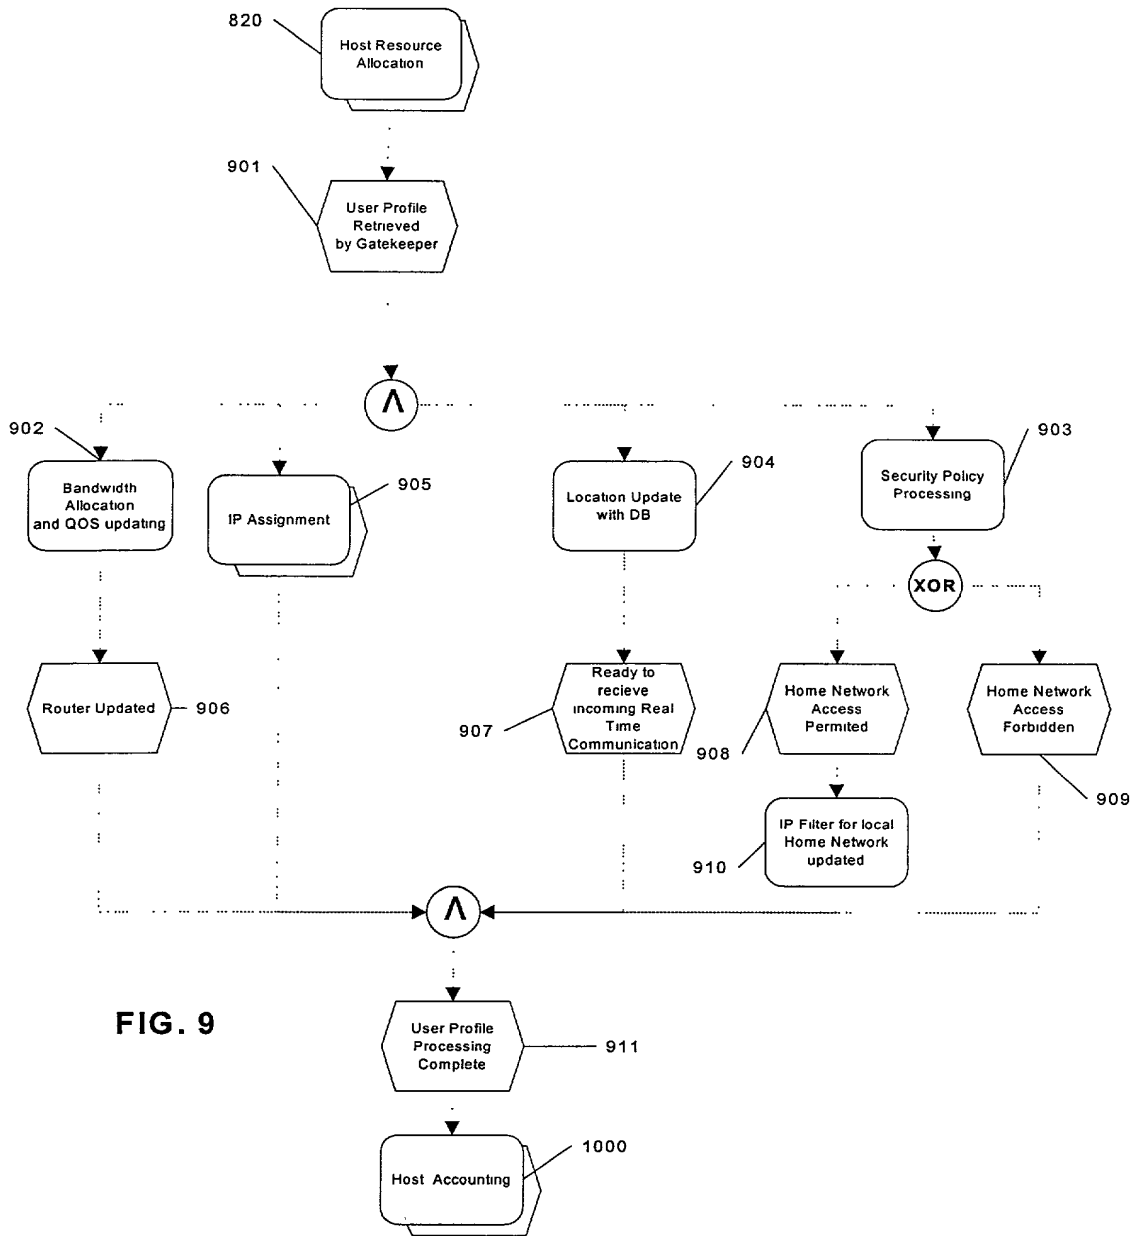 820
Host Resource
Allocation
901
User Profile
Retrieved
by Gatekeeper
Λ
902
Bandwidth
Allocation
and QOS updating
905
IP Assignment
904
Location Update
with DB
903
Security Policy
Processing
XOR
Router Updated
906
Ready to
recieve
incoming Real
Time
Communication
907
Home Network
Access
Permited
908
Home Network
Access
Forbidden
909
IP Filter for local
Home Network
updated
910
Λ
FIG. 9
User Profile
Processing
Complete
911
1000
Host Accounting